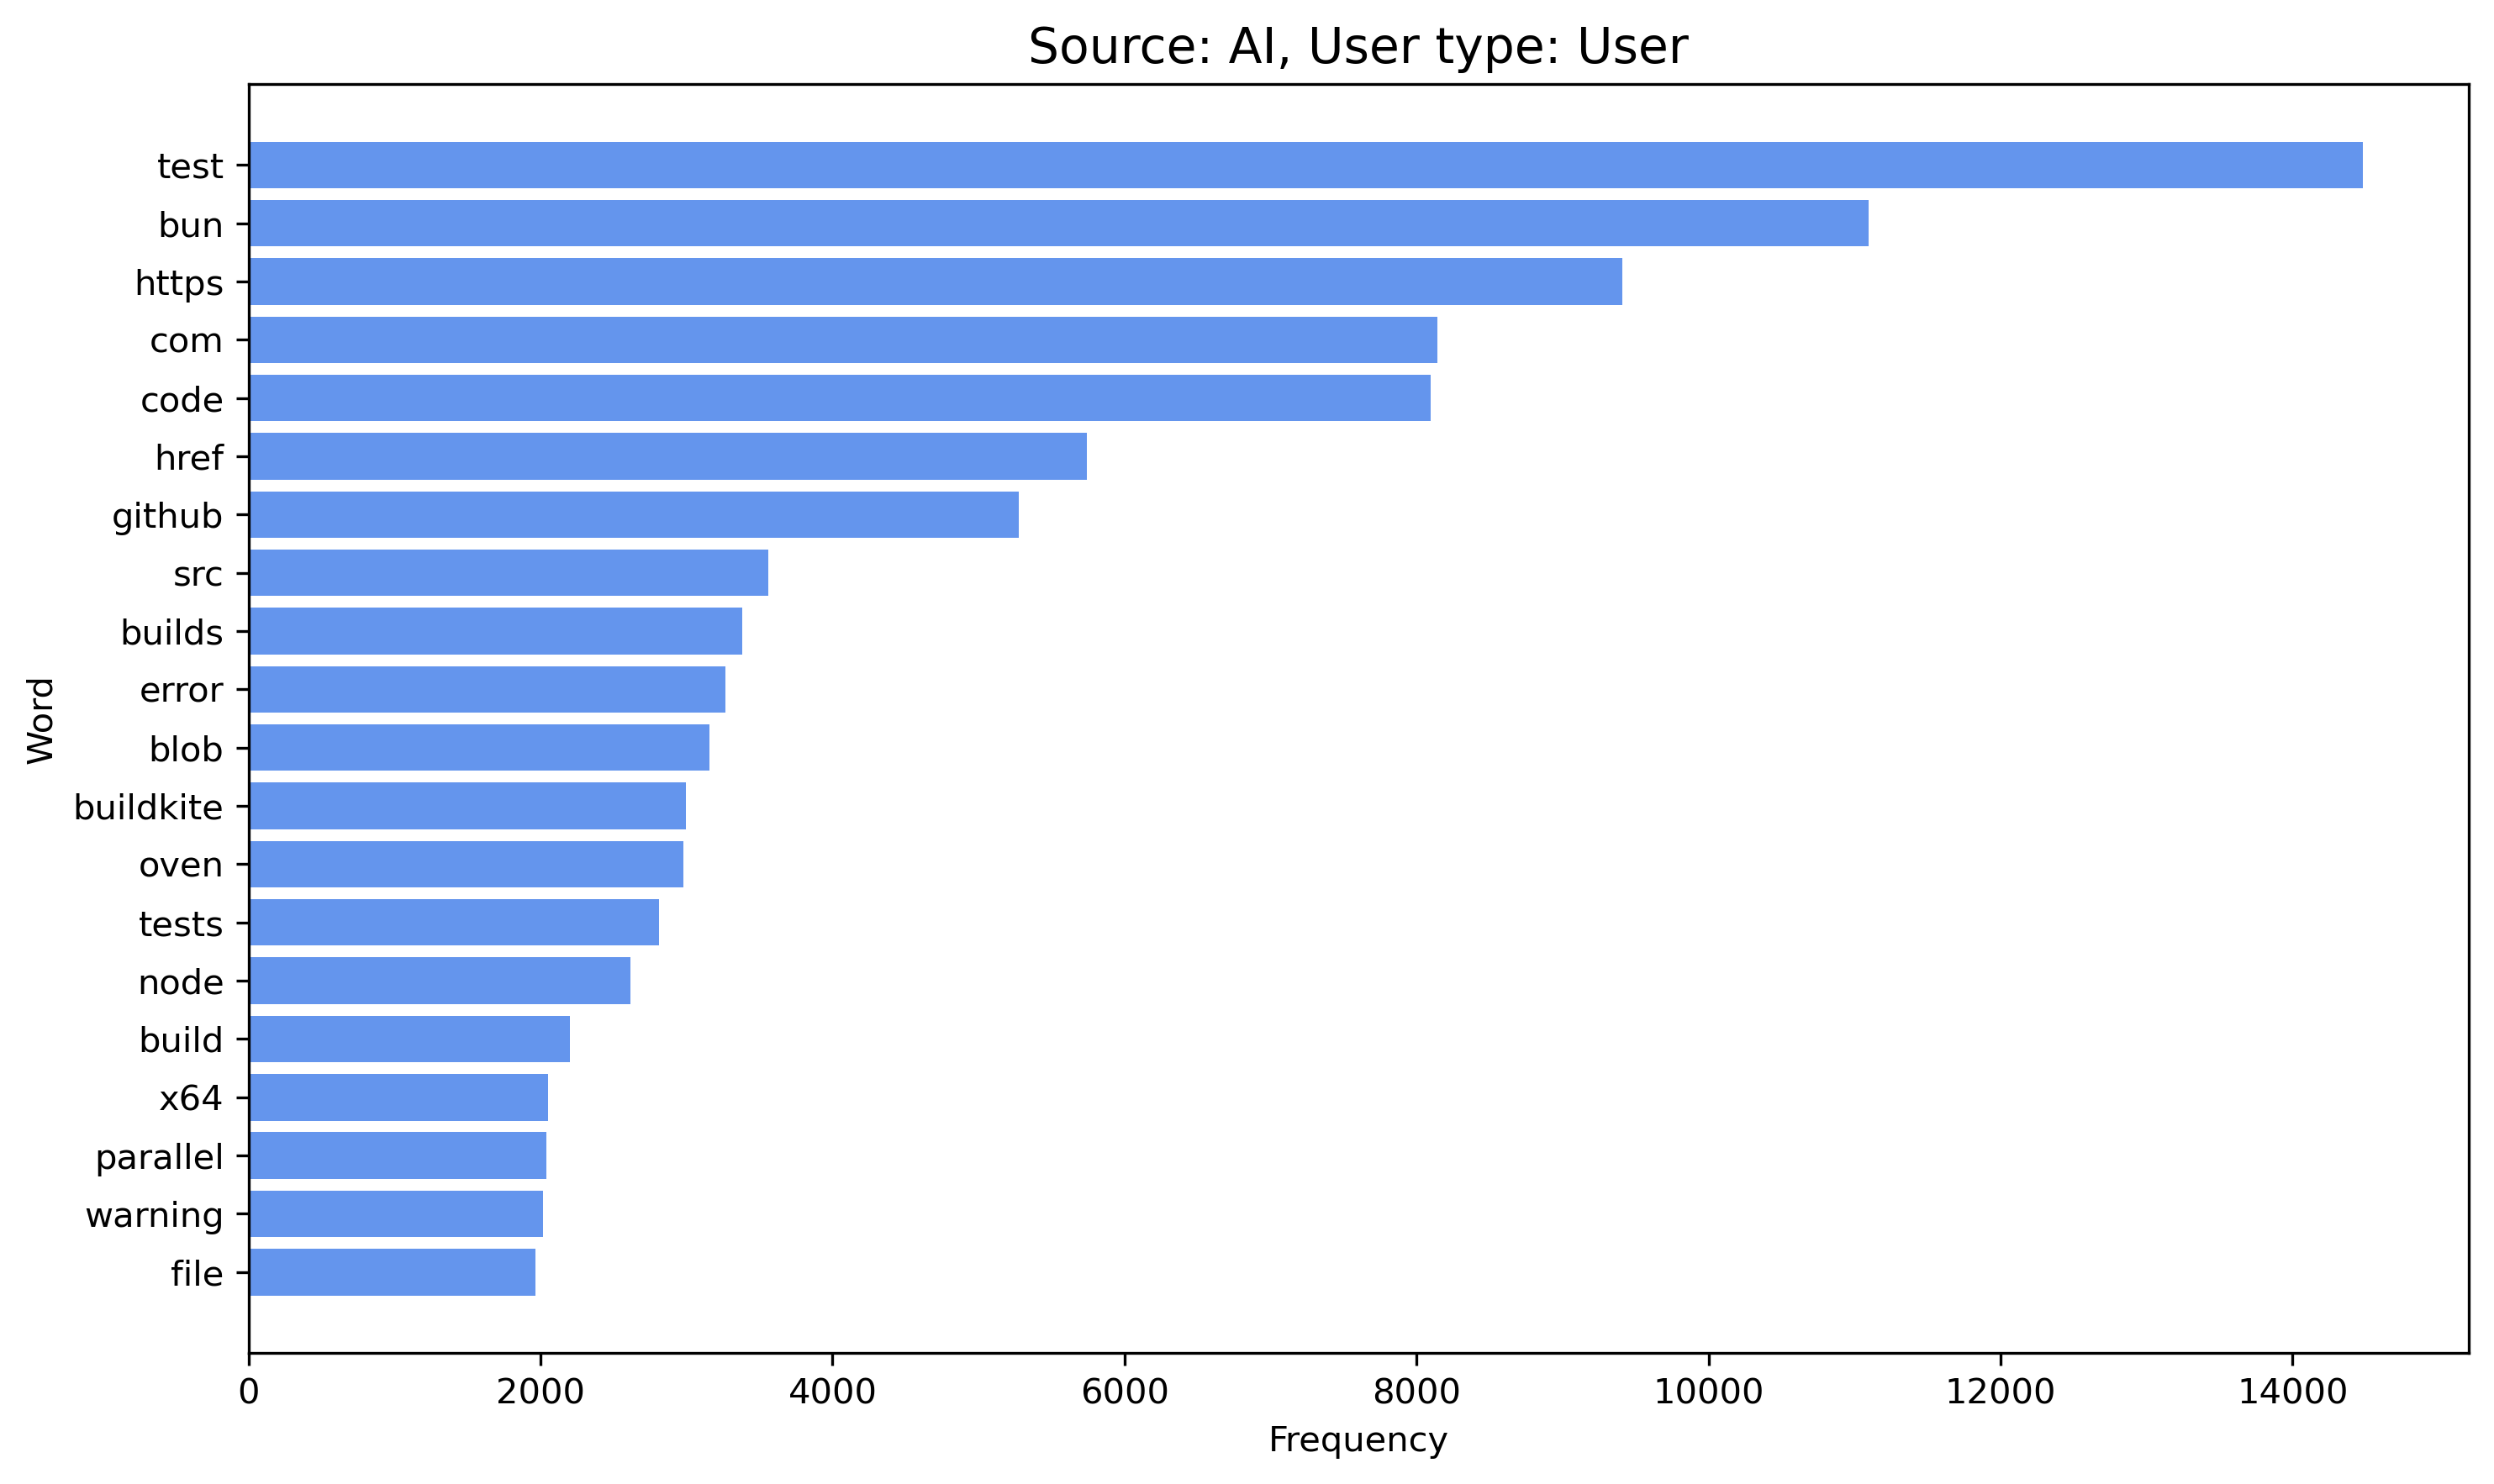 Source: AI, User type: User
Word
test
bun
https
com
code
href
github
src
builds
error
blob
buildkite
oven
tests
node
build
x64
parallel
warning
file
0 2000 4000 6000 8000 10000 12000 14000
Frequency